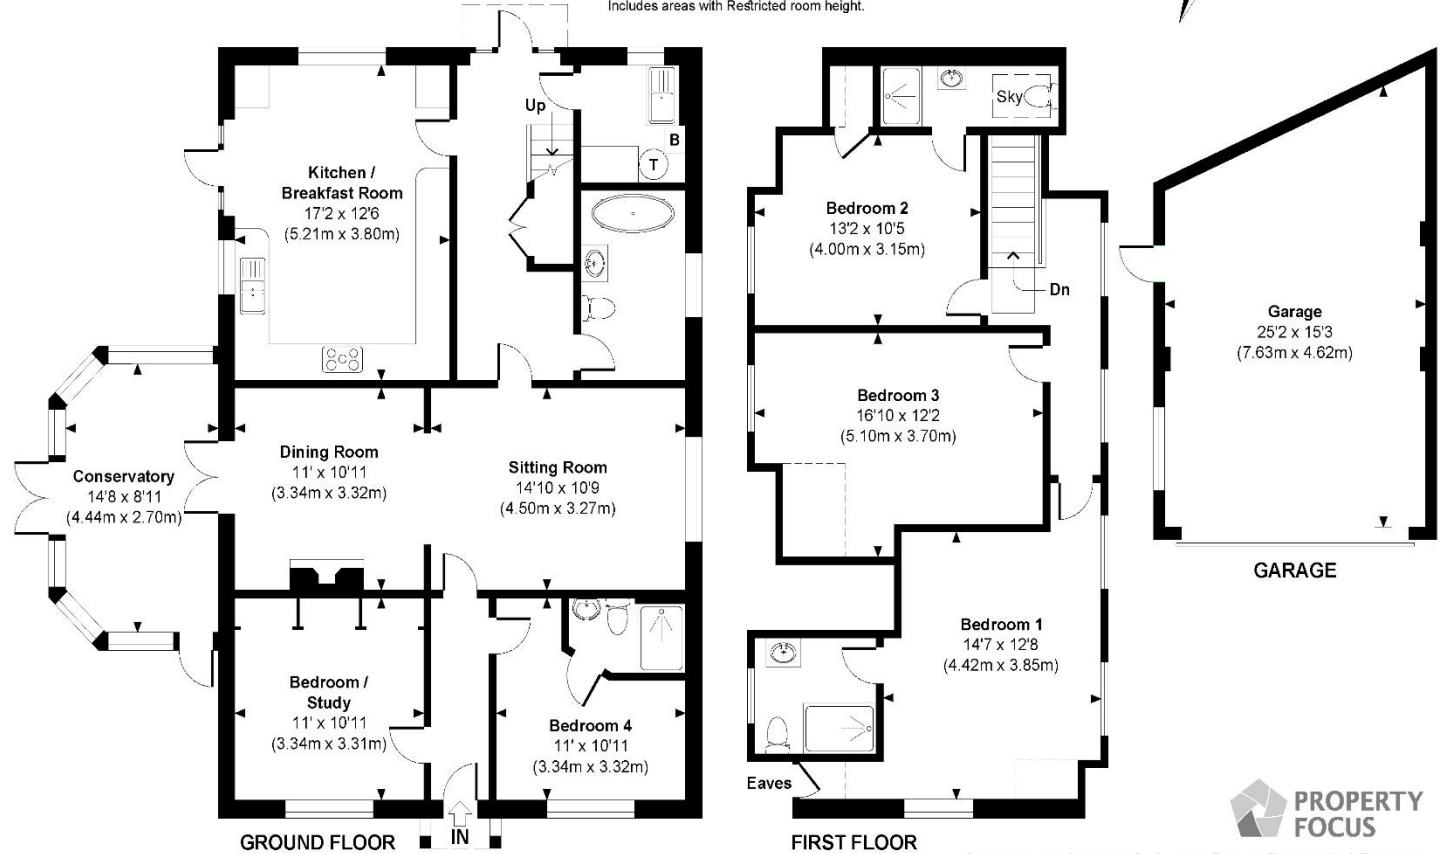 Includes areas with Restricted room height.
Up
B
T
Kitchen /
Breakfast Room
17'2 x 12'6
(5.21m x 3.80m)
C
Conservatory
14'8 x 8'11
(4.44m x 2.70m)
Dining Room
11' x 10'11
(3.34m x 3.32m)
Sitting Room
14'10 x 10'9
(4.50m x 3.27m)
Bedroom /
Study
11' x 10'11
(3.34m x 3.31m)
Bedroom 4
11' x 10'11
(3.34m x 3.32m)
IN
GROUND FLOOR
Sky
Bedroom 2
13'2 x 10'5
(4.00m x 3.15m)
Dn
Bedroom 3
16'10 x 12'2
(5.10m x 3.70m)
Bedroom 1
14'7 x 12'8
(4.42m x 3.85m)
Eaves
FIRST FLOOR
Garage
25'2 x 15'3
(7.63m x 4.62m)
GARAGE
PROPERTY
FOCUS